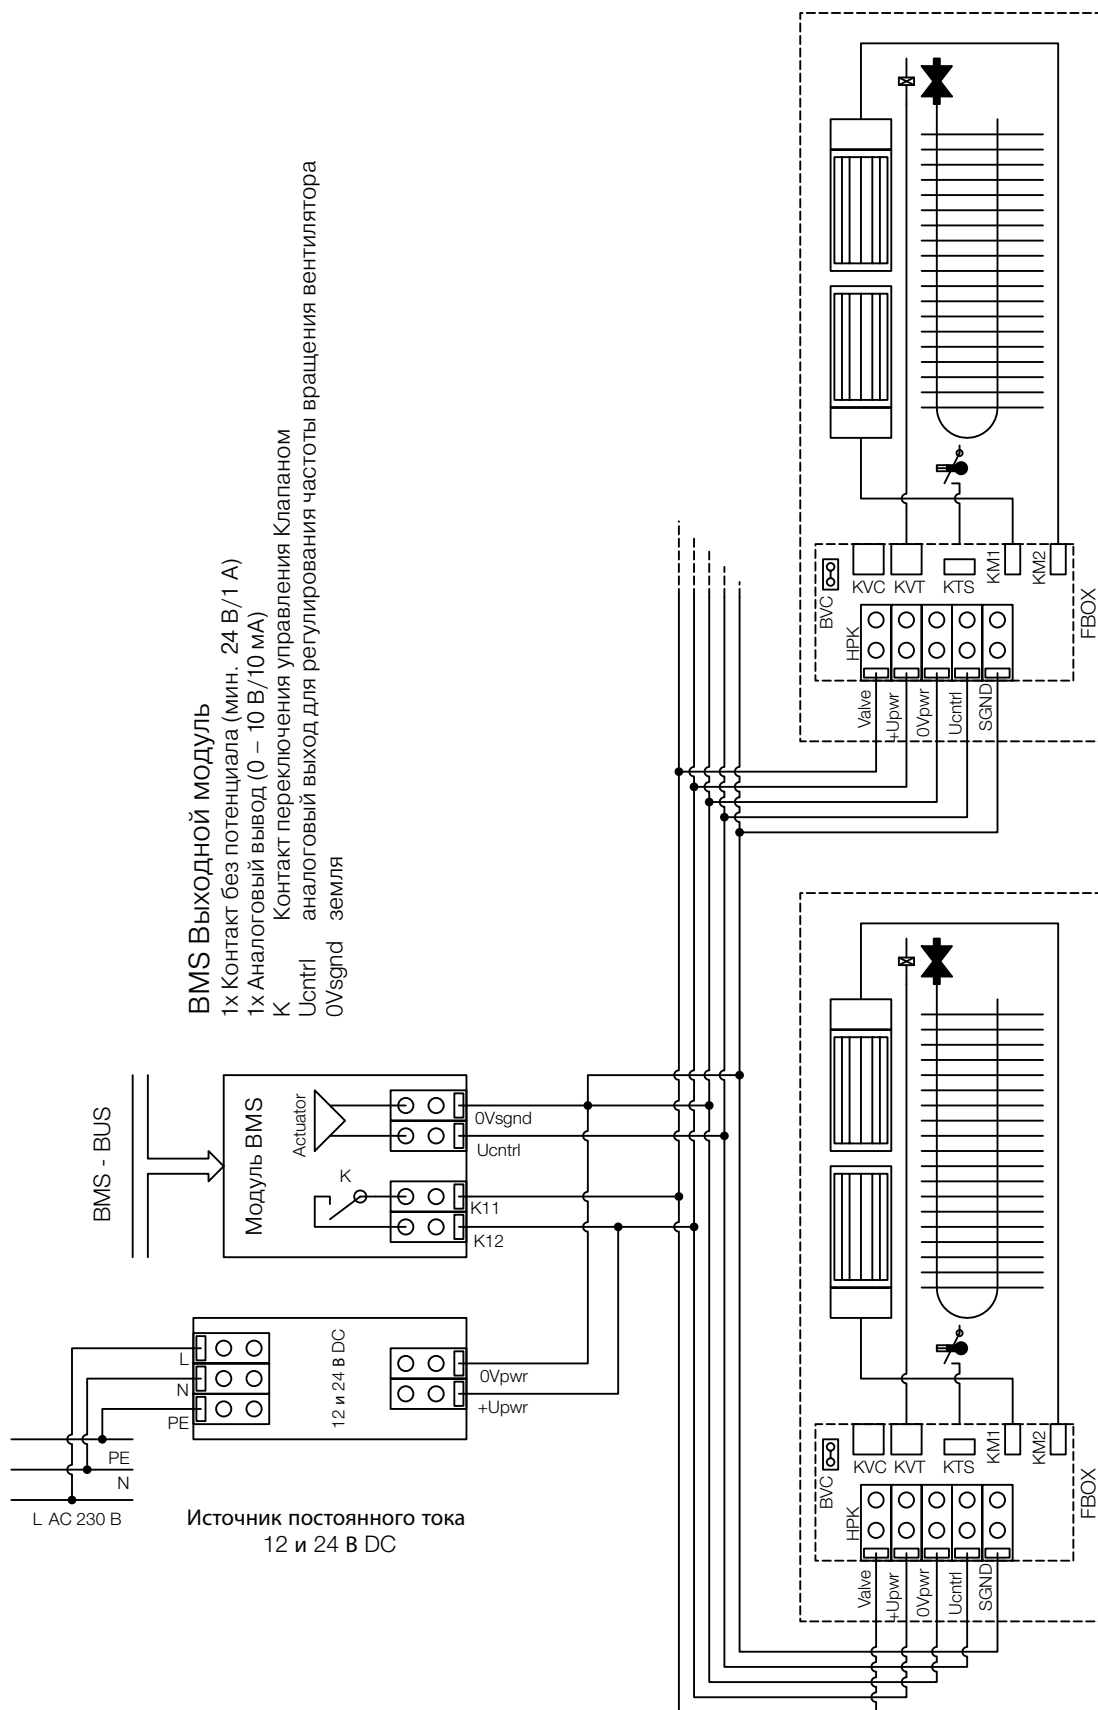 BMS Выходной модуль
1x Контакт без потенциала (мин. 24 В/1 А)
1x Аналоговый вывод (0 – 10 В/10 мА)
K Контакт переключения управления Клапаном
Ucntrl аналоговый выход для регулирования частоты вращения вентилятора
0Vsgnd земля
BMS - BUS
Модуль BMS
Actuator
K
0Vsgnd
Ucntrl
K11
K12
L
N
PE
12 и 24 В DC
0Vpwr
+Upwr
PE
N
L AC 230 В
Источник постоянного тока
12 и 24 В DC
BVC
KVC
KVT
KTS
KM1
KM2
HPK
FBOX
Valve
+Upwr
0Vpwr
Ucntrl
SGND
BVC
KVC
KVT
KTS
KM1
KM2
HPK
FBOX
Valve
+Upwr
0Vpwr
Ucntrl
SGND